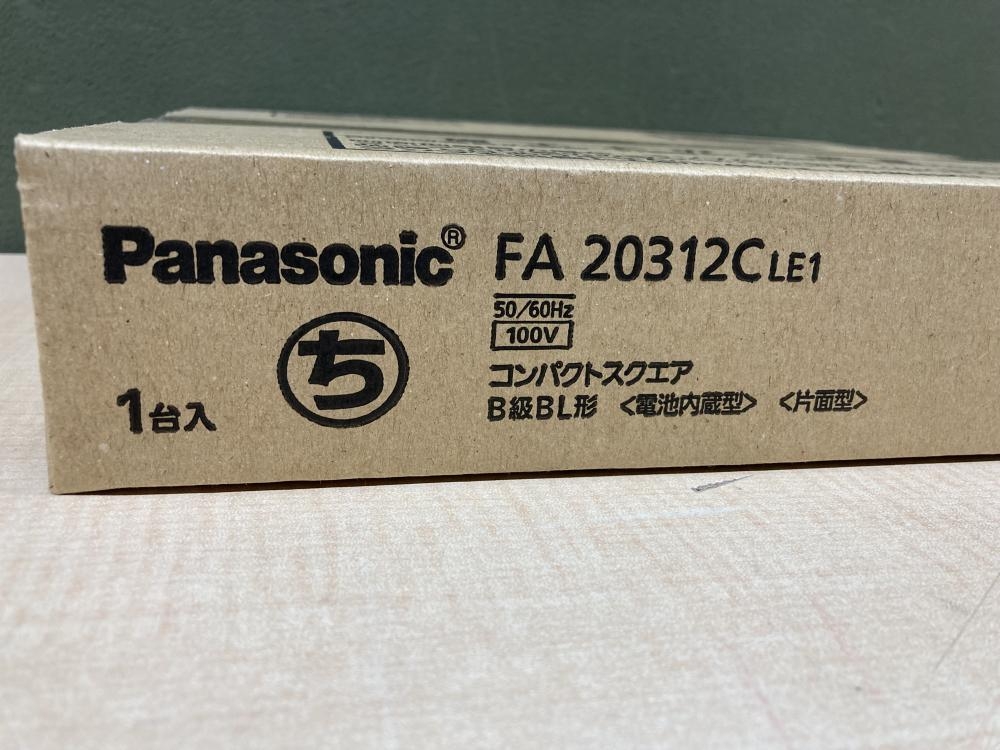 Panasonic® FA 20312C LE1
50/60Hz
100V
ち
コンパクトスクエア
B級BL形 〈電池内蔵型〉 〈片面型〉
1台入